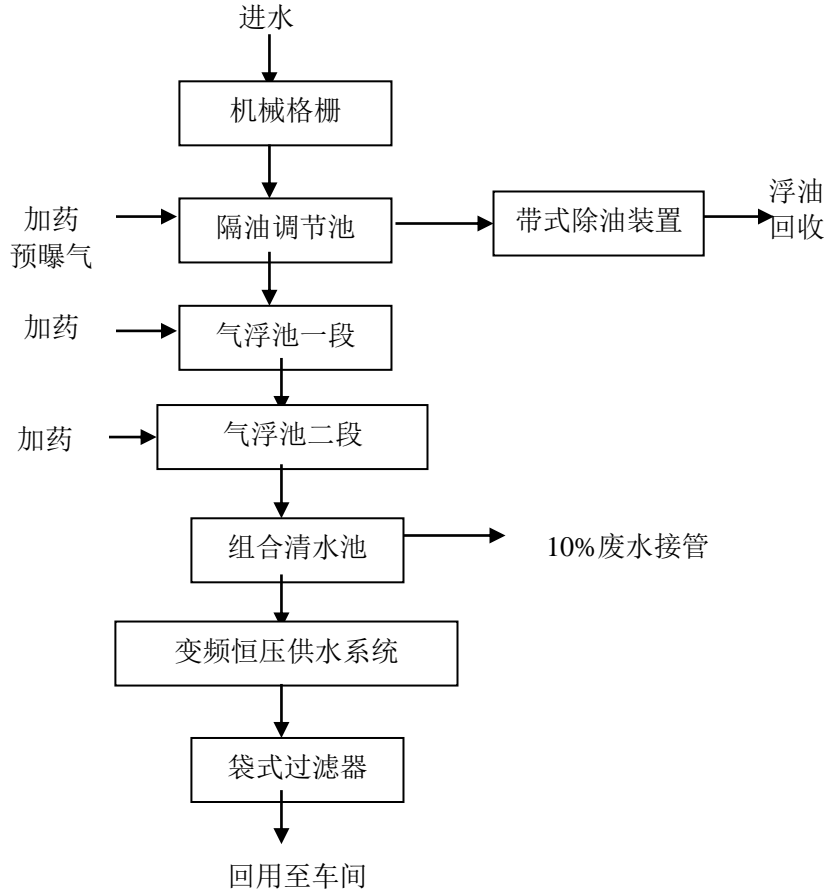 进水
机械格栅
加药
预曝气
隔油调节池
带式除油装置
浮油
回收
加药
气浮池一段
加药
气浮池二段
组合清水池
10%废水接管
变频恒压供水系统
袋式过滤器
回用至车间